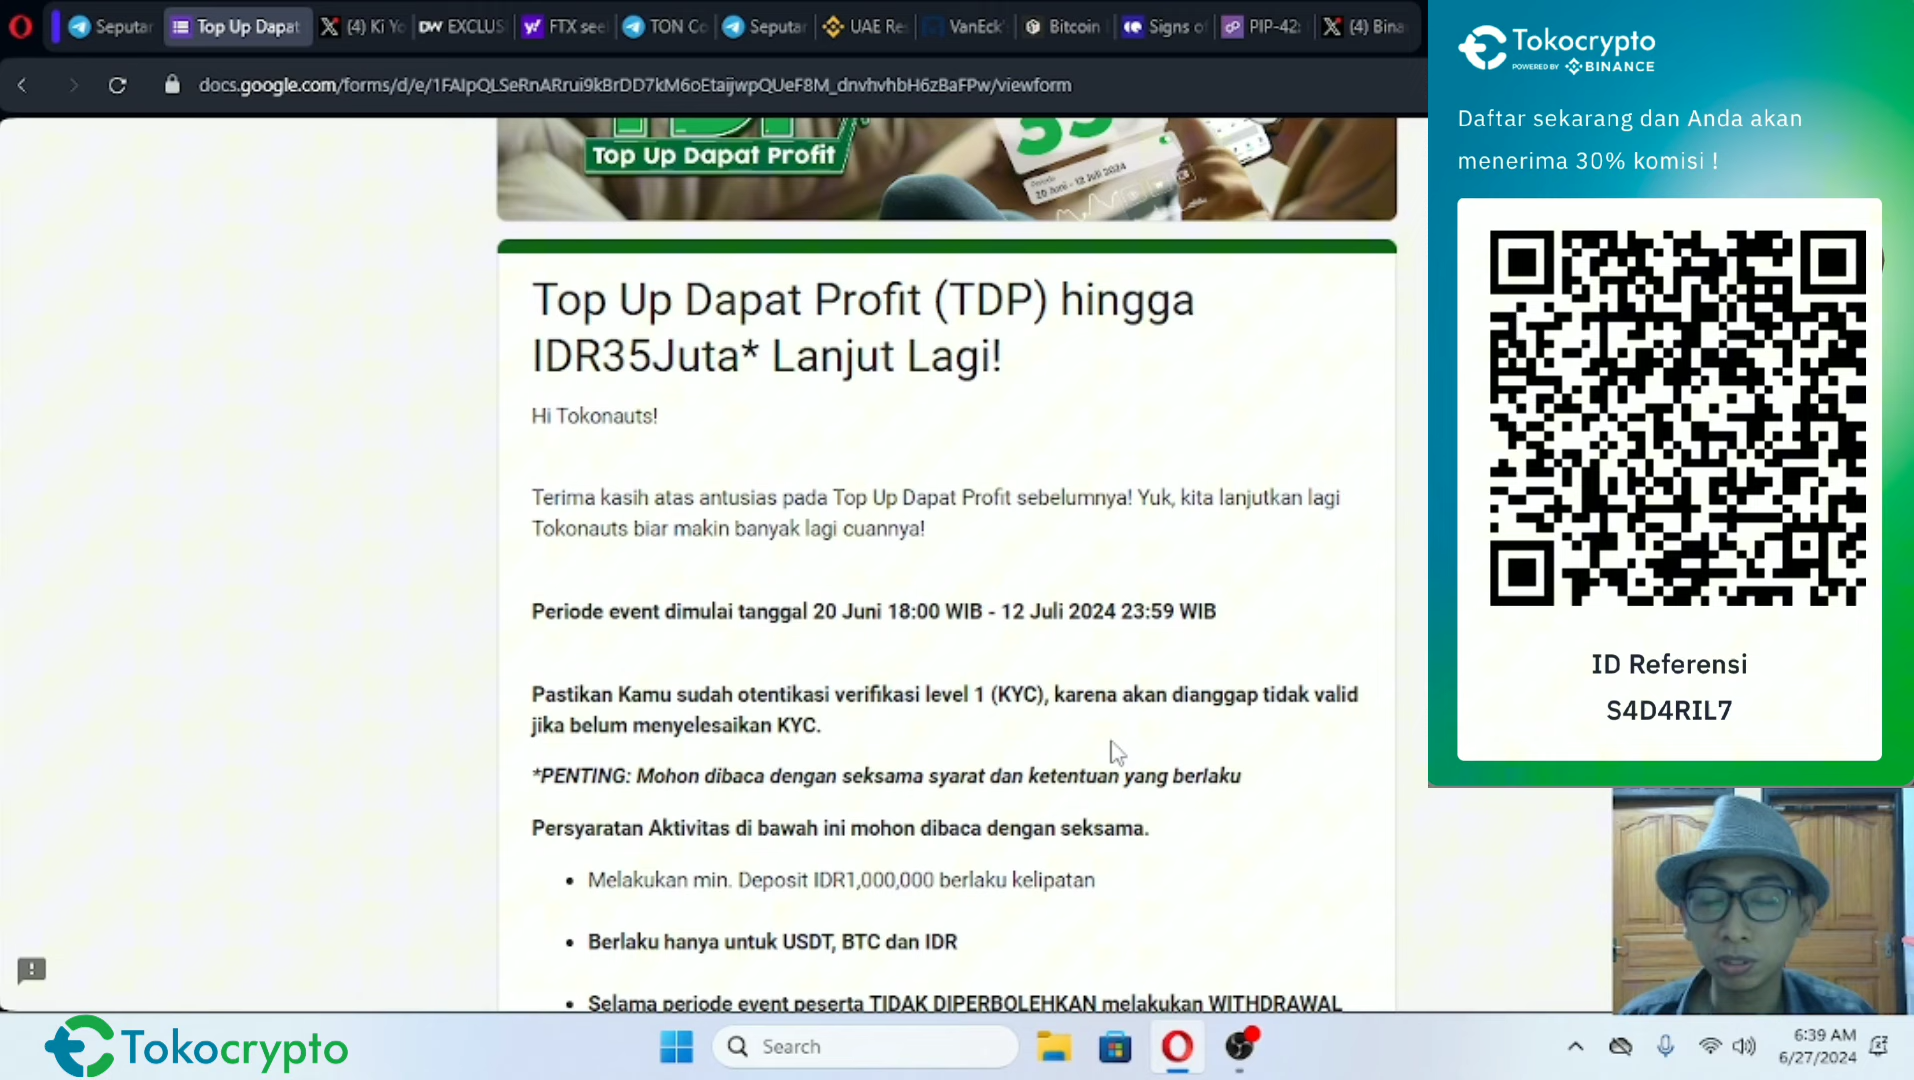 Seputar
Top Up Dapat
(4) Ki Yo
DW EXCLUS
FTX see
TON Co
Seputar
UAE Re
VanEck
Bitcoin
Signs o
PIP-42:
(4) Bina
docs.google.com/forms/d/e/1FAIpQLSeRnARrui9kBrDD7kM6oEtaijwpQUeF8M_dnvhvhbH6zBaFPw/viewform
Top Up Dapat Profit
20 Juni - 12 Juli 2024
Top Up Dapat Profit (TDP) hingga
IDR35Juta* Lanjut Lagi!
Hi Tokonauts!
Terima kasih atas antusias pada Top Up Dapat Profit sebelumnya! Yuk, kita lanjutkan lagi
Tokonauts biar makin banyak lagi cuannya!
Periode event dimulai tanggal 20 Juni 18:00 WIB - 12 Juli 2024 23:59 WIB
Pastikan Kamu sudah otentikasi verifikasi level 1 (KYC), karena akan dianggap tidak valid
jika belum menyelesaikan KYC.
*PENTING: Mohon dibaca dengan seksama syarat dan ketentuan yang berlaku
Persyaratan Aktivitas di bawah ini mohon dibaca dengan seksama.
• Melakukan min. Deposit IDR1,000,000 berlaku kelipatan
• Berlaku hanya untuk USDT, BTC dan IDR
• Selama periode event peserta TIDAK DIPERBOLEHKAN melakukan WITHDRAWAL
Tokocrypto
POWERED BY BINANCE
Daftar sekarang dan Anda akan
menerima 30% komisi !
ID Referensi
S4D4RIL7
Tokocrypto
Search
6:39 AM
6/27/2024